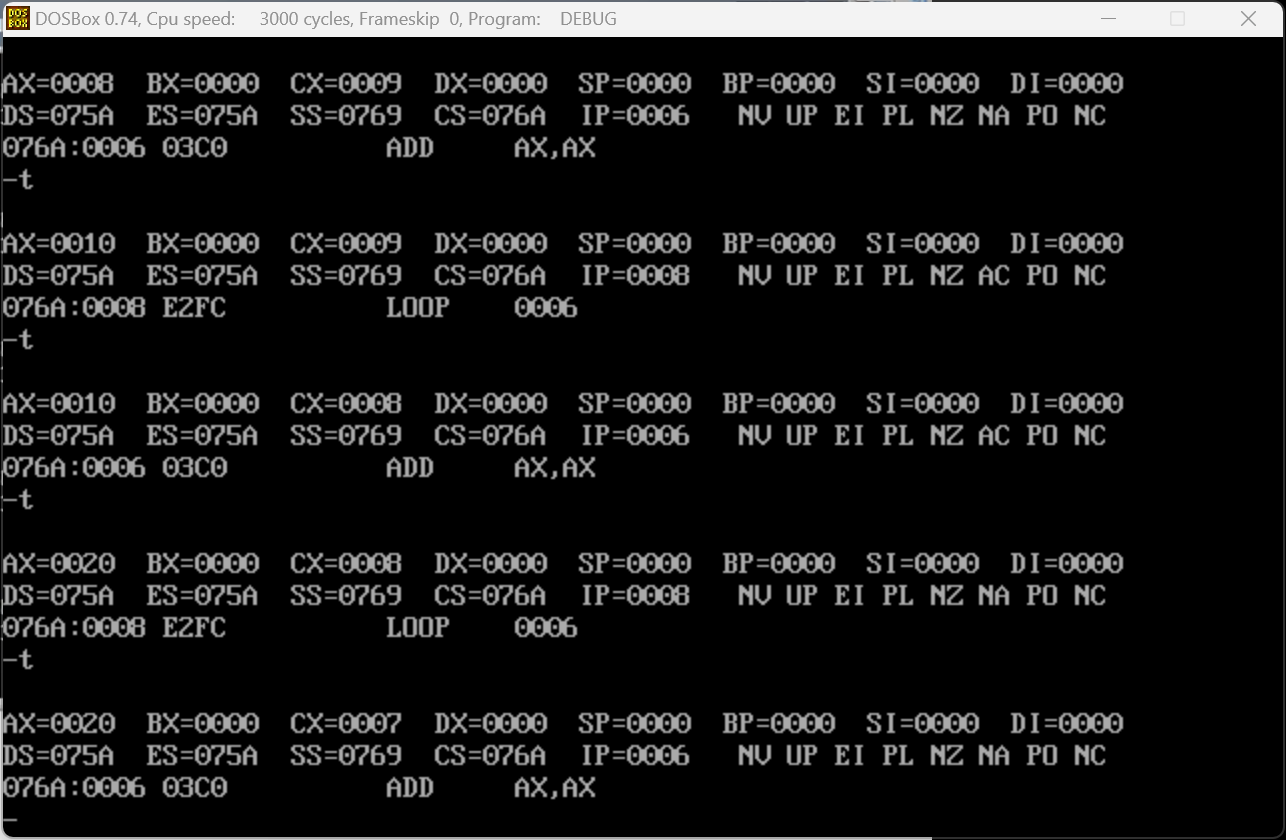 DOS BOX DOSBox 0.74, Cpu speed: 3000 cycles, Frameskip 0, Program: DEBUG
AX=0008 BX=0000 CX=0009 DX=0000 SP=0000 BP=0000 SI=0000 DI=0000
DS=075A ES=075A SS=0769 CS=076A IP=0006 NV UP EI PL NZ NA PO NC
076A:0006 03C0 ADD AX,AX
-t
AX=0010 BX=0000 CX=0009 DX=0000 SP=0000 BP=0000 SI=0000 DI=0000
DS=075A ES=075A SS=0769 CS=076A IP=0008 NV UP EI PL NZ AC PO NC
076A:0008 E2FC LOOP 0006
-t
AX=0010 BX=0000 CX=0008 DX=0000 SP=0000 BP=0000 SI=0000 DI=0000
DS=075A ES=075A SS=0769 CS=076A IP=0006 NV UP EI PL NZ AC PO NC
076A:0006 03C0 ADD AX,AX
-t
AX=0020 BX=0000 CX=0008 DX=0000 SP=0000 BP=0000 SI=0000 DI=0000
DS=075A ES=075A SS=0769 CS=076A IP=0008 NV UP EI PL NZ NA PO NC
076A:0008 E2FC LOOP 0006
-t
AX=0020 BX=0000 CX=0007 DX=0000 SP=0000 BP=0000 SI=0000 DI=0000
DS=075A ES=075A SS=0769 CS=076A IP=0006 NV UP EI PL NZ NA PO NC
076A:0006 03C0 ADD AX,AX
-